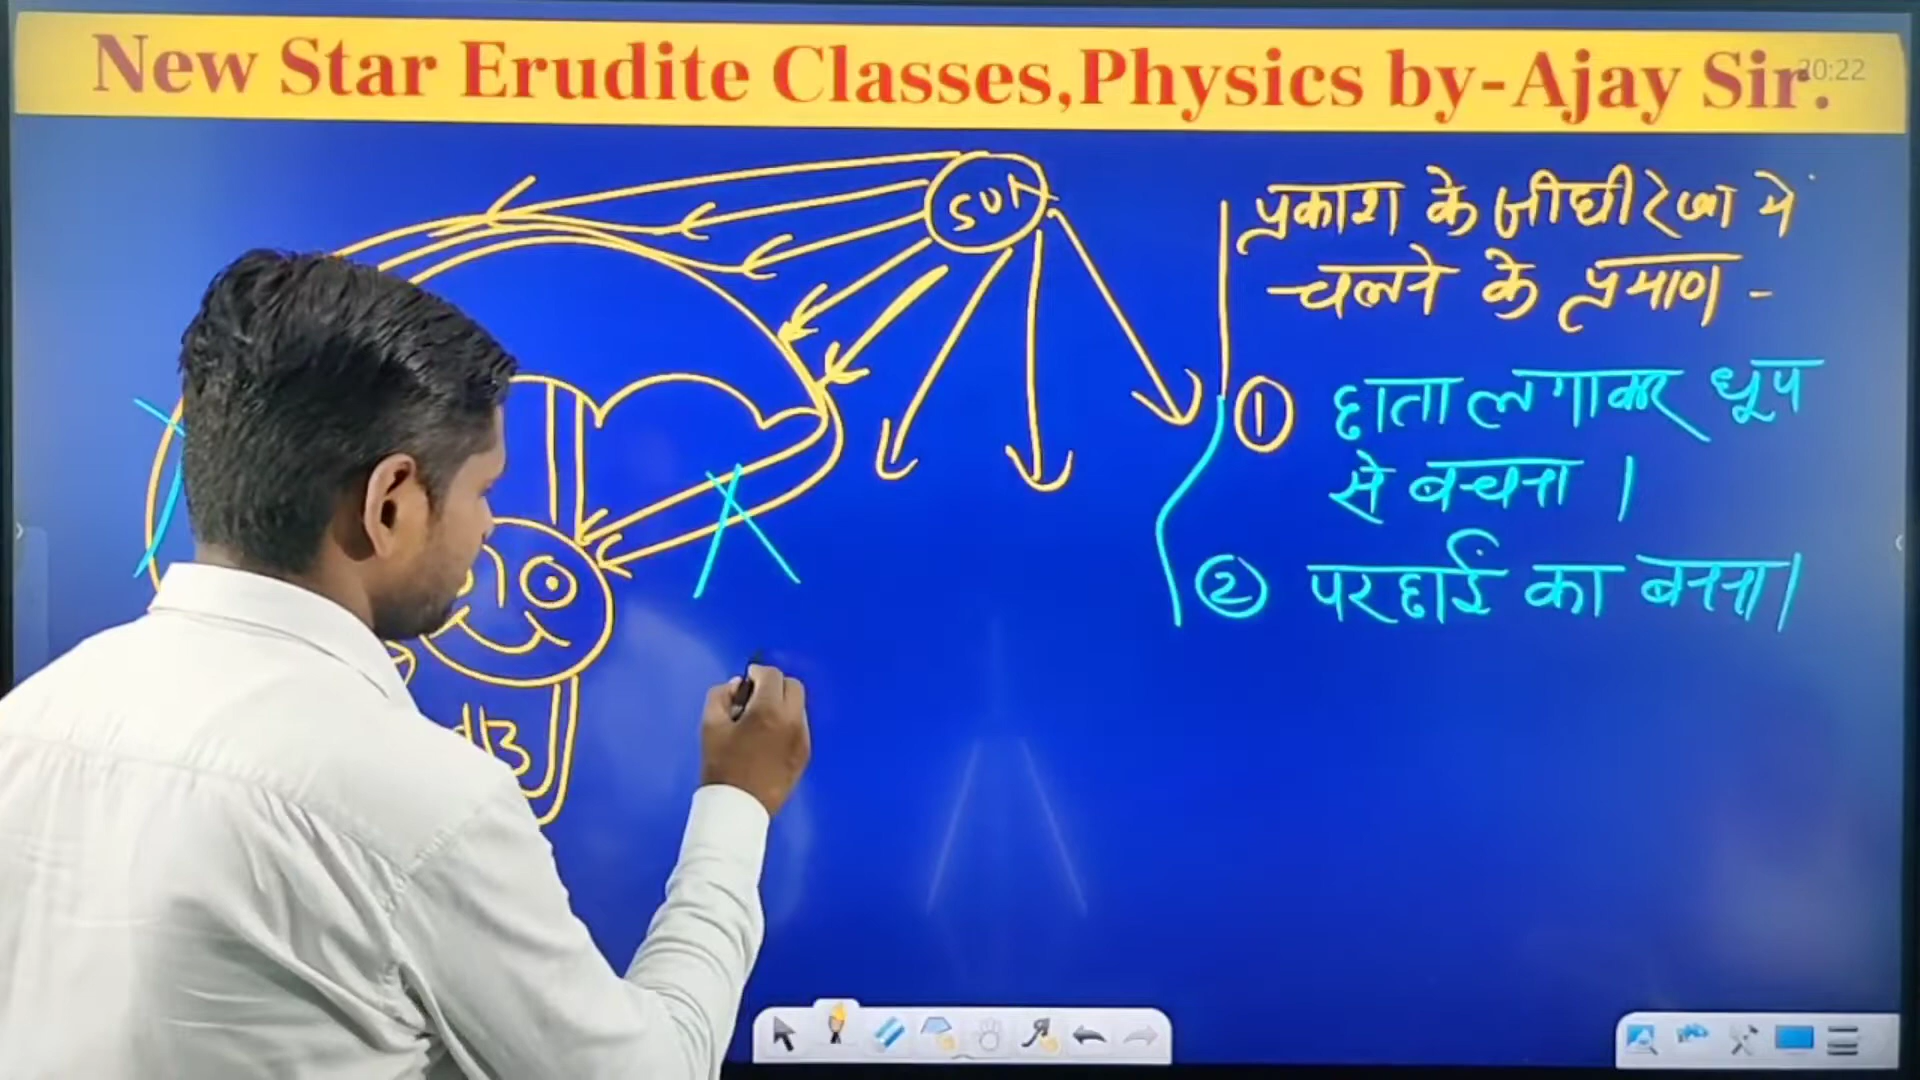 New Star Erudite Classes,Physics by-Ajay Sir.
20:22
SUN
प्रकाश के सीधी रेखा में
चलने के प्रमाण -
① छाता लगाकर धूप
से बचना ।
② परछाई का बनना।